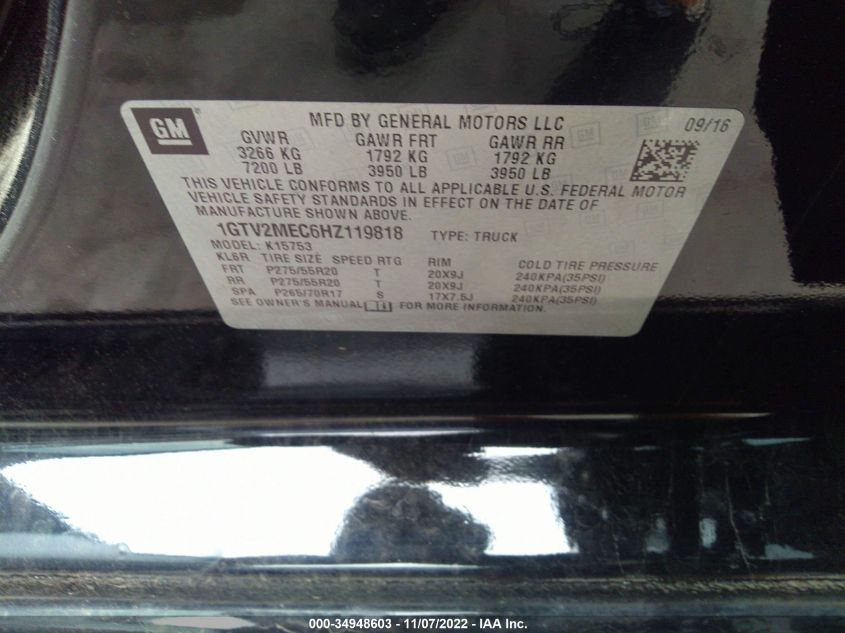 GM
MFD BY GENERAL MOTORS LLC
09/16
GVWR GAWR FRT GAWR RR
3266 KG 1792 KG 1792 KG
7200 LB 3950 LB 3950 LB
THIS VEHICLE CONFORMS TO ALL APPLICABLE U.S. FEDERAL MOTOR
VEHICLE SAFETY STANDARDS IN EFFECT ON THE DATE OF
MANUFACTURE SHOWN ABOVE.
1GTV2MEC6HZ119818 TYPE: TRUCK
MODEL: K15753
KL6R TIRE SIZE SPEED RTG RIM COLD TIRE PRESSURE
FRT P275/55R20 T 20X9J 240KPA(35PSI)
RR P275/55R20 T 20X9J 240KPA(35PSI)
SPA P265/70R17 S 17X7.5J 240KPA(35PSI)
SEE OWNER'S MANUAL FOR MORE INFORMATION.
000-34948603 - 11/07/2022 - IAA Inc.